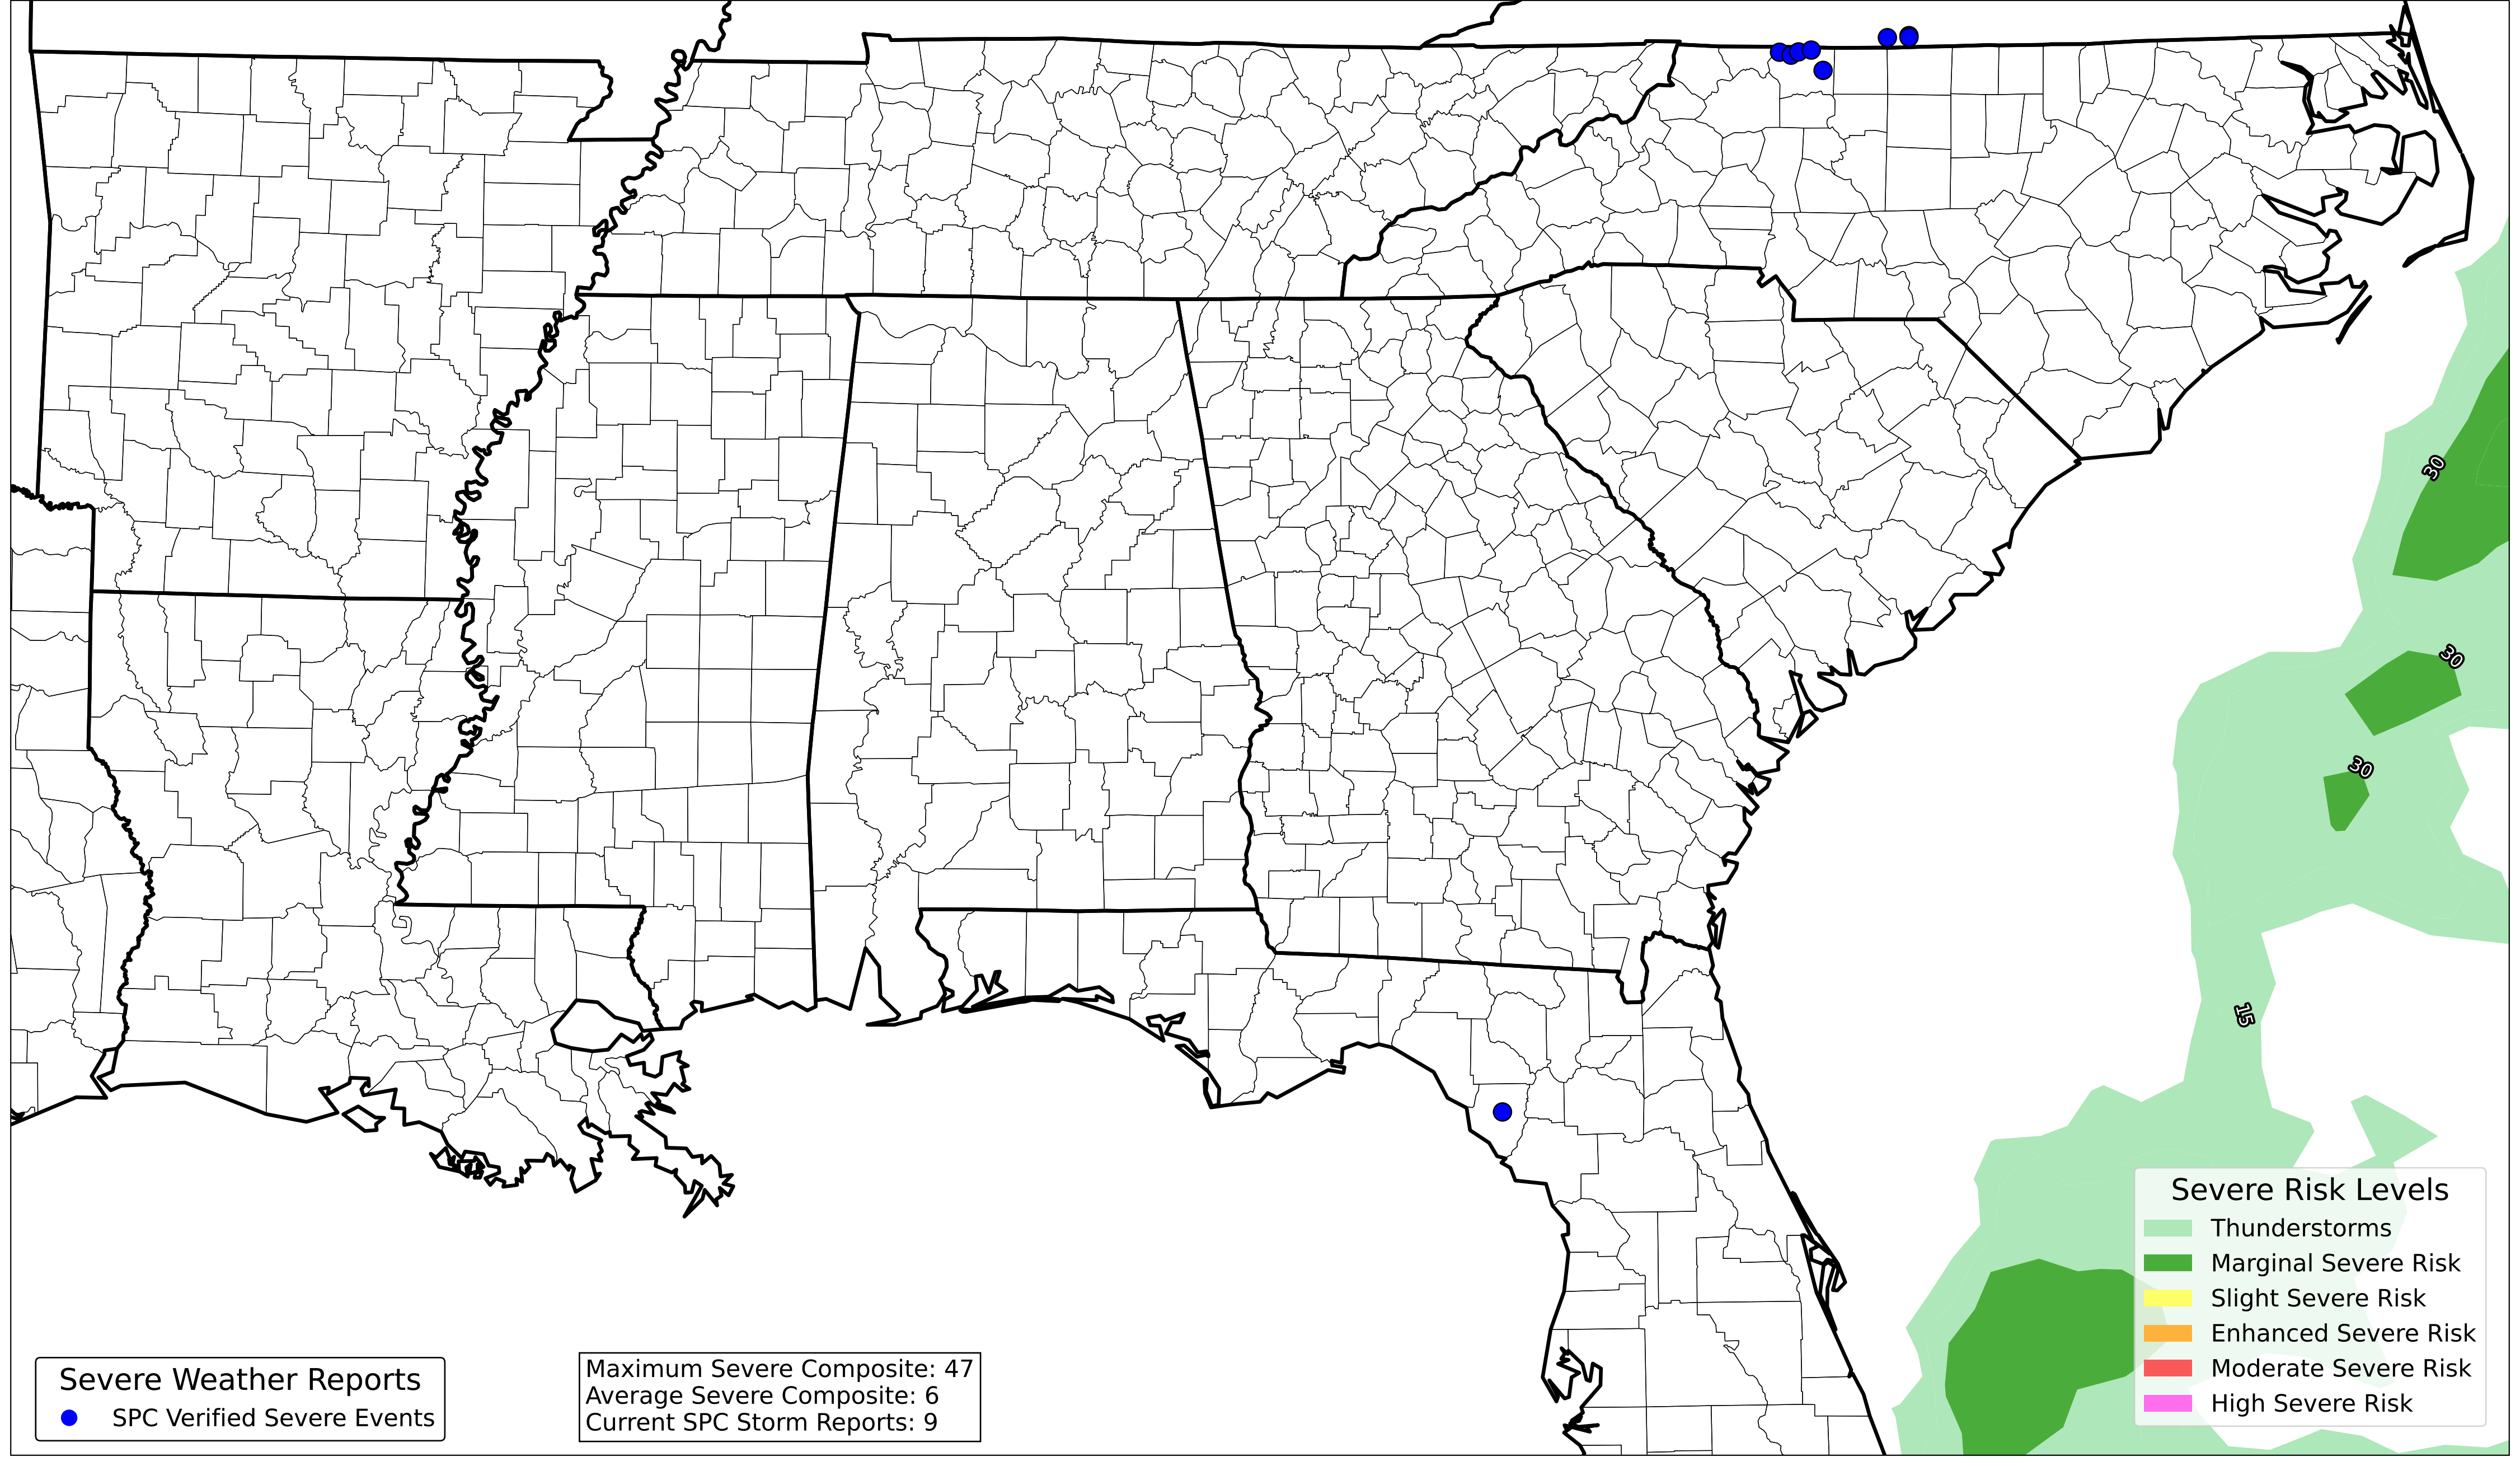 30
30
30
15
Severe Risk Levels
Thunderstorms
Marginal Severe Risk
Slight Severe Risk
Enhanced Severe Risk
Moderate Severe Risk
High Severe Risk
Severe Weather Reports
SPC Verified Severe Events
Maximum Severe Composite: 47
Average Severe Composite: 6
Current SPC Storm Reports: 9